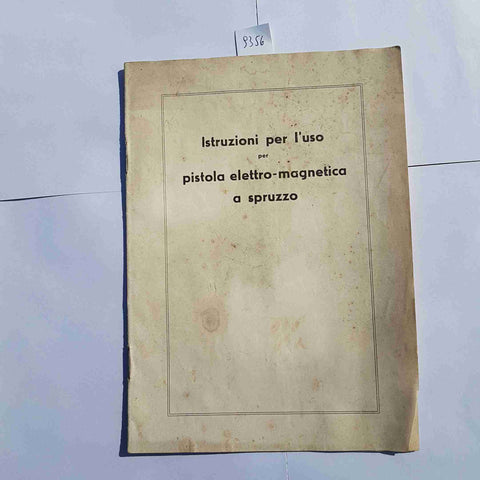 9356
Istruzioni per l'uso
per
pistola elettro-magnetica
a spruzzo